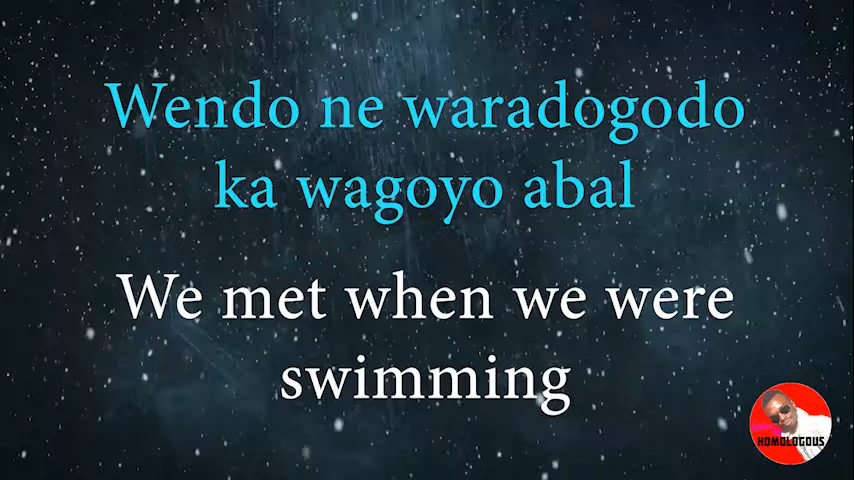 Wendo ne waradogodo
ka wagoyo abal
We met when we were
swimming
HOMOLOGOUS